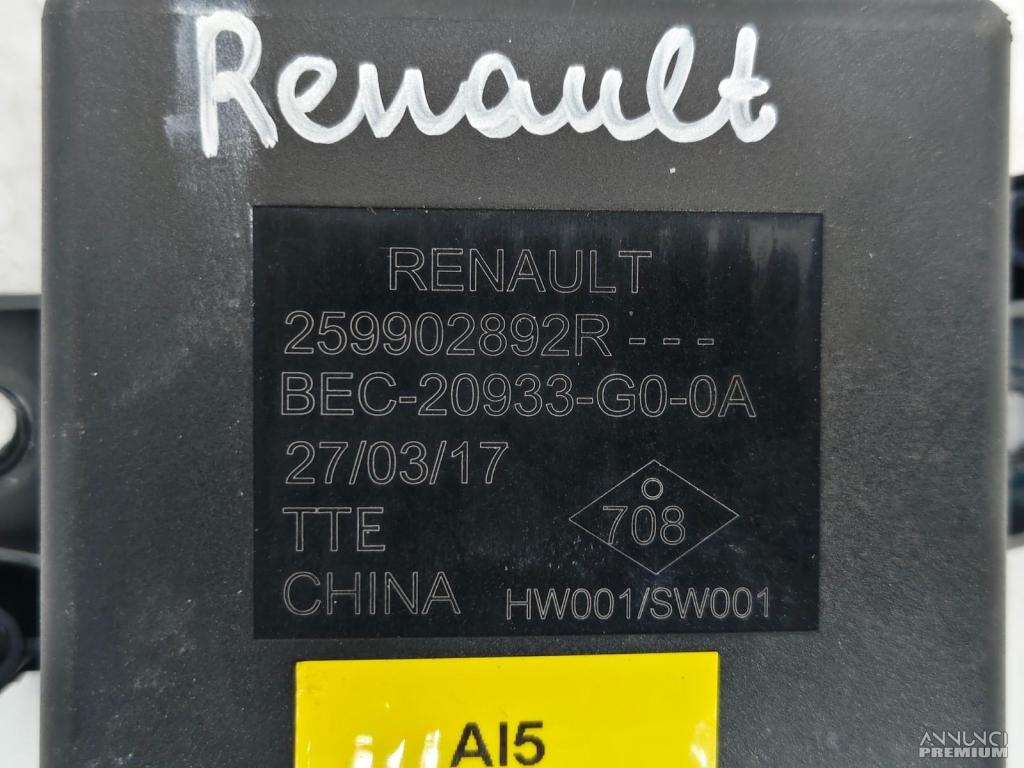 Renault
RENAULT
259902892R - - -
BEC-20933-G0-0A
27/03/17
TTE
708
CHINA
HW001/SW001
AI5
ANNUNCI
PREMIUM